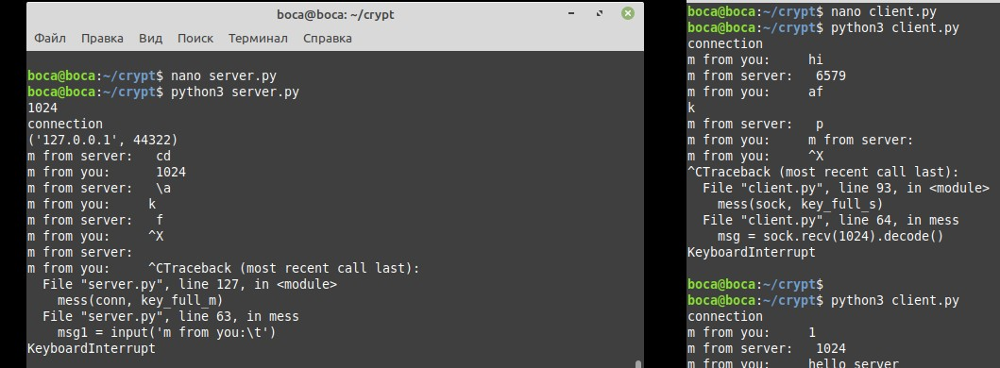 boca@boca: ~/crypt
Файл Правка Вид Поиск Терминал Справка
boca@boca:~/crypt$ nano server.py
boca@boca:~/crypt$ python3 server.py
1024
connection
('127.0.0.1', 44322)
m from server: cd
m from you: 1024
m from server: \a
m from you: k
m from server: f
m from you: ^X
m from server:
m from you: ^CTraceback (most recent call last):
File "server.py", line 127, in <module>
mess(conn, key_full_m)
File "server.py", line 63, in mess
msg1 = input('m from you:\t')
KeyboardInterrupt
boca@boca:~/crypt$ nano client.py
boca@boca:~/crypt$ python3 client.py
connection
m from you: hi
m from server: 6579
m from you: af
k
m from server: p
m from you: m from server:
m from you: ^X
^CTraceback (most recent call last):
File "client.py", line 93, in <module>
mess(sock, key_full_s)
File "client.py", line 64, in mess
msg = sock.recv(1024).decode()
KeyboardInterrupt
boca@boca:~/crypt$
boca@boca:~/crypt$ python3 client.py
connection
m from you: 1
m from server: 1024
m from you: hello server